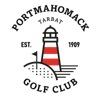 PORTMAHOMACK
TARBAT
EST. 1909
GOLF CLUB